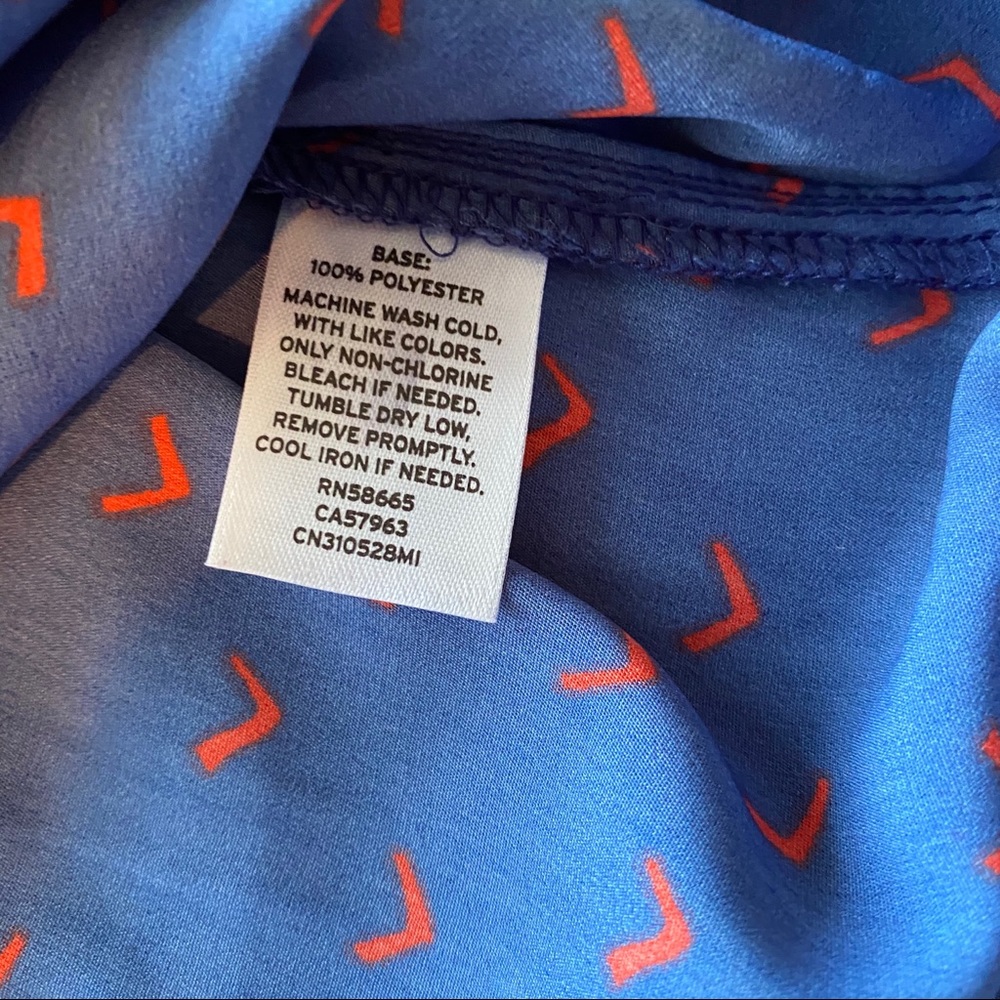 BASE:
100% POLYESTER
MACHINE WASH COLD,
WITH LIKE COLORS.
ONLY NON-CHLORINE
BLEACH IF NEEDED.
TUMBLE DRY LOW,
REMOVE PROMPTLY.
COOL IRON IF NEEDED.
RN58665
CA57963
CN310528MI